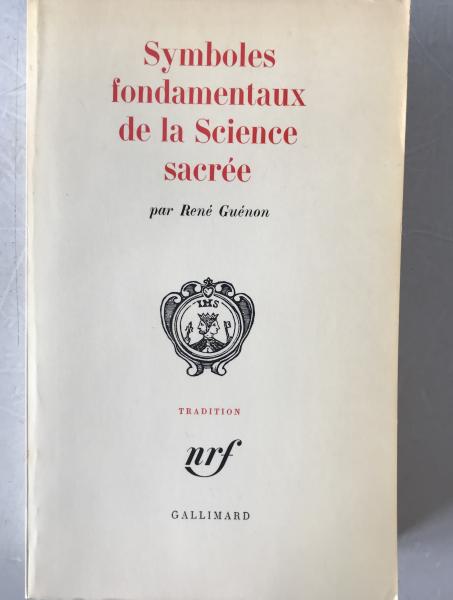 Symboles
fondamentaux
de la Science
sacrée
par René Guénon
IHS
TRADITION
nrf
GALLIMARD